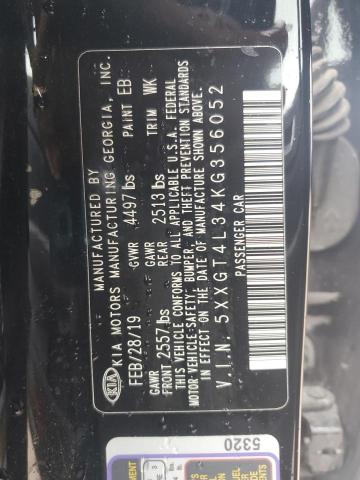 MANUFACTURED BY
KIA KIA MOTORS MANUFACTURING GEORGIA, INC.
FEB/28/19 GVWR 4497lbs PAINT EB
GAWR FRONT 2557lbs GAWR REAR 2513lbs TRIM WK
THIS VEHICLE CONFORMS TO ALL APPLICABLE U.S.A. FEDERAL
MOTOR VEHICLE SAFETY, BUMPER, AND THEFT PREVENTION STANDARDS
IN EFFECT ON THE DATE OF MANUFACTURE SHOWN ABOVE.
V.I.N. 5XXGT4L34KG356052
PASSENGER CAR
5320